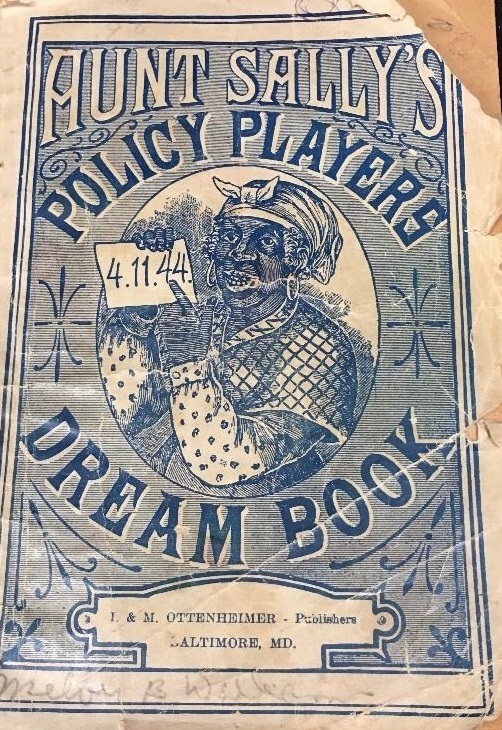 AUNT SALLY'S
POLICY PLAYERS
4.11.44.
DREAM BOOK
I. & M. OTTENHEIMER - Publishers
BALTIMORE, MD.
B